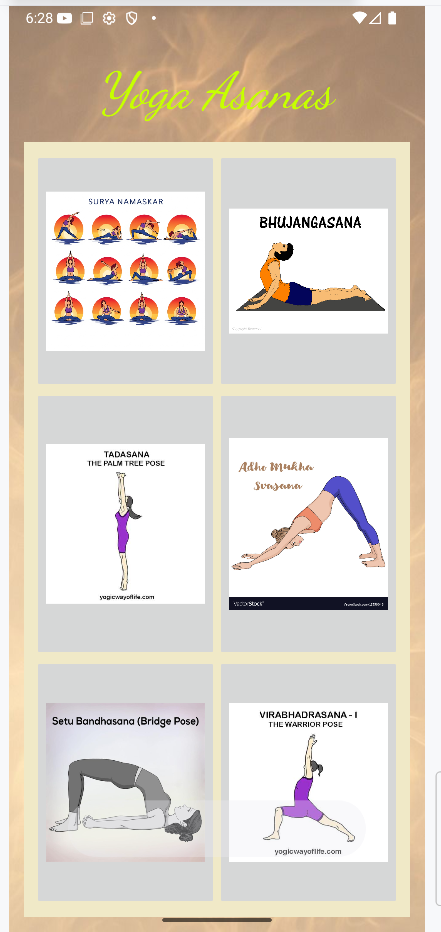 6:28
Yoga Asanas
SURYA NAMASKAR
BHUJANGASANA
TADASANA
THE PALM TREE POSE
yogicwayoflife.com
Adho Mukha
Svasana
VectorStock
Setu Bandhasana (Bridge Pose)
VIRABHADRASANA - I
THE WARRIOR POSE
yogicwayoflife.com